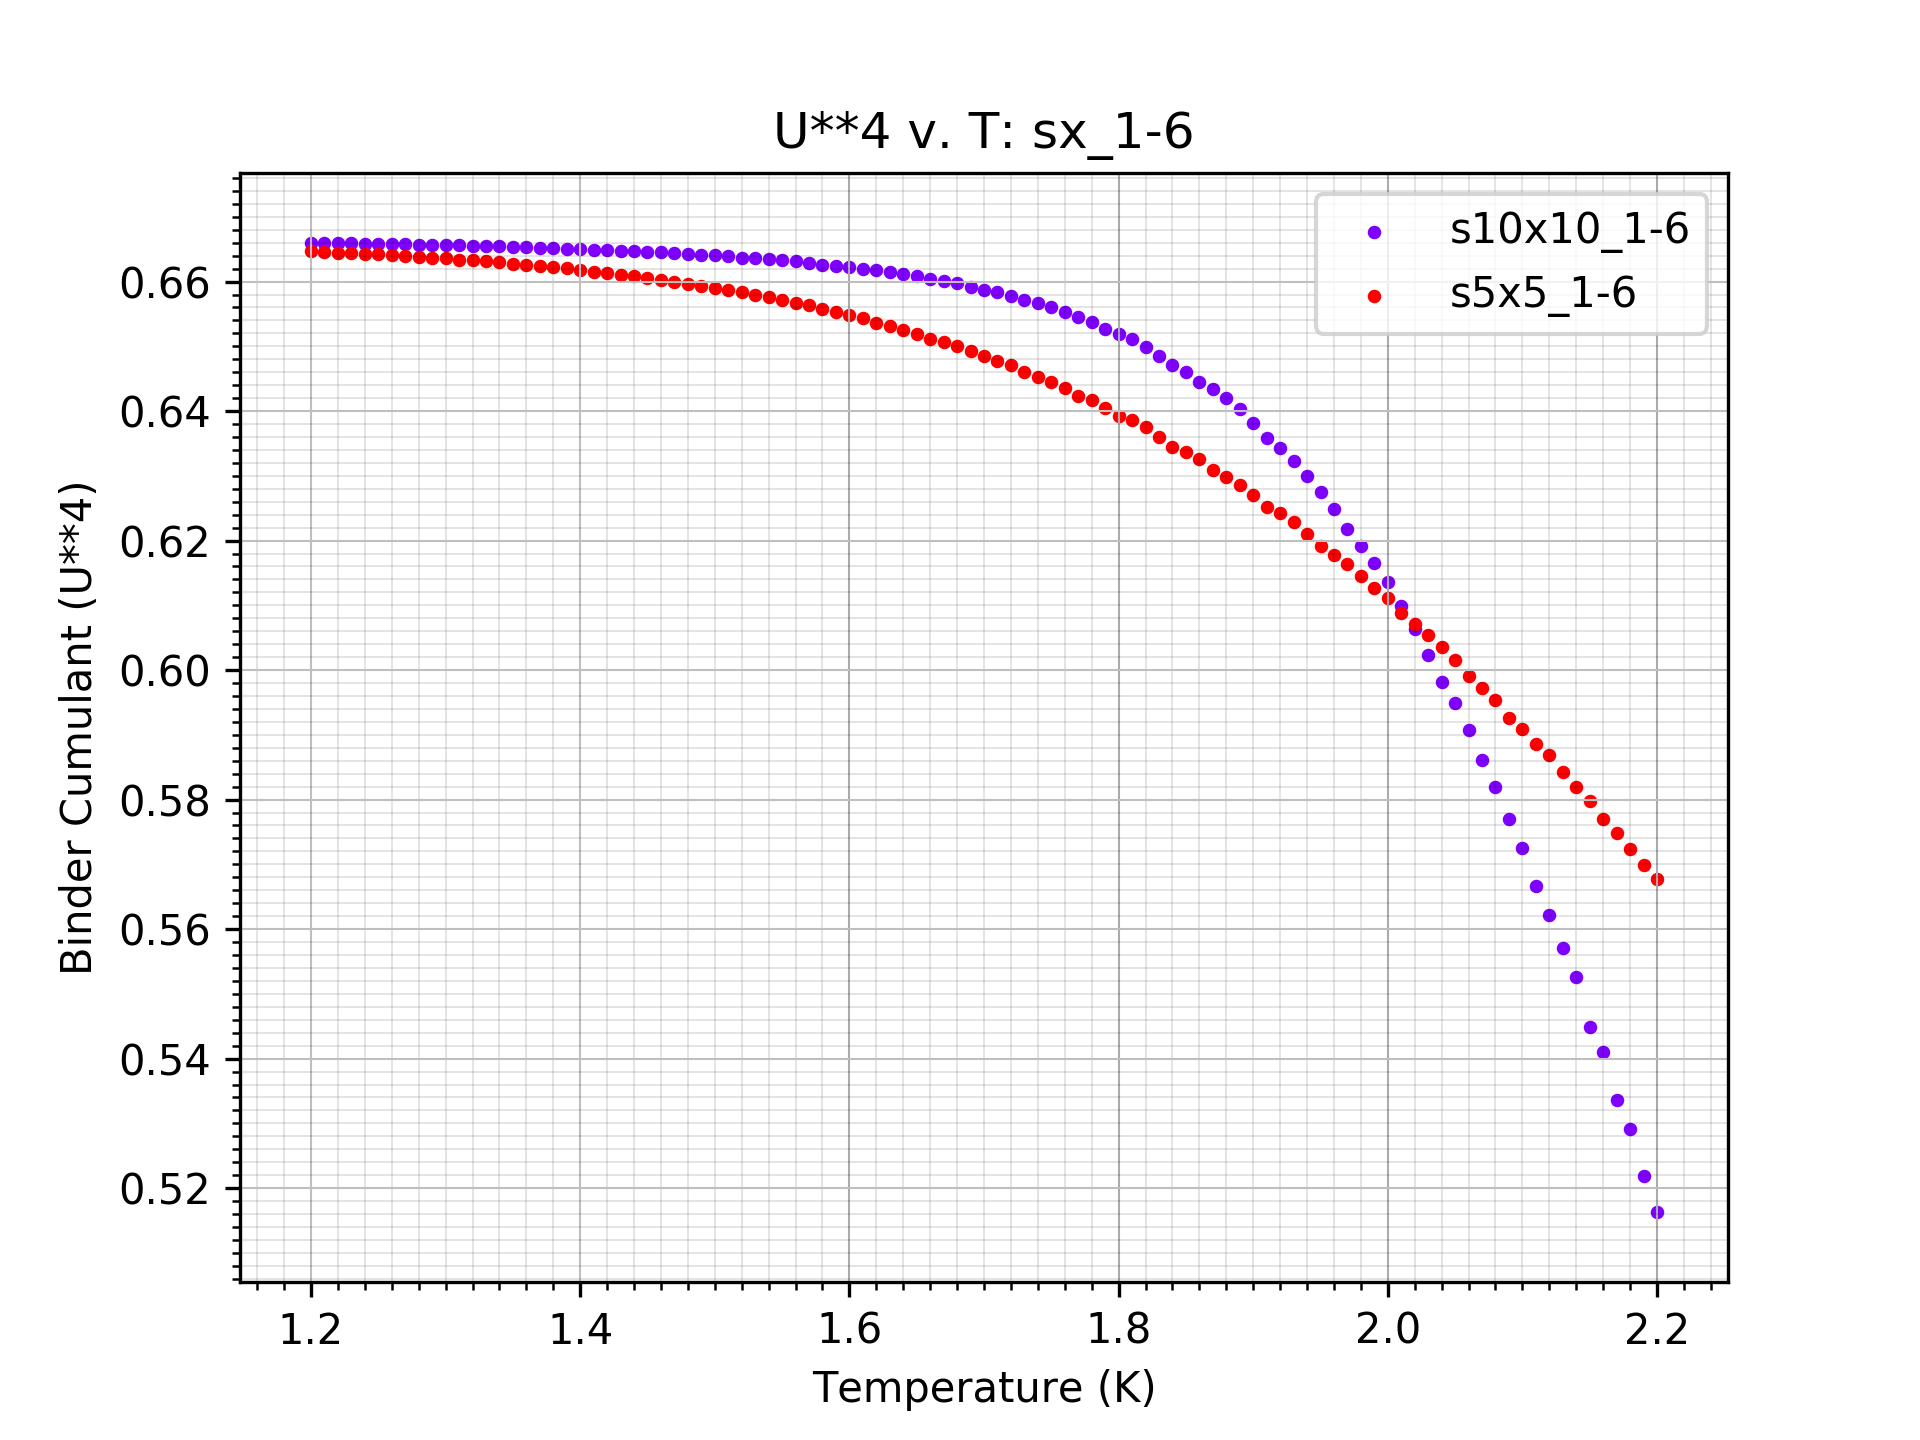 U**4 v. T: sx_1-6
s10x10_1-6
s5x5_1-6
Binder Cumulant (U**4)
0.66
0.64
0.62
0.60
0.58
0.56
0.54
0.52
1.2 1.4 1.6 1.8 2.0 2.2
Temperature (K)